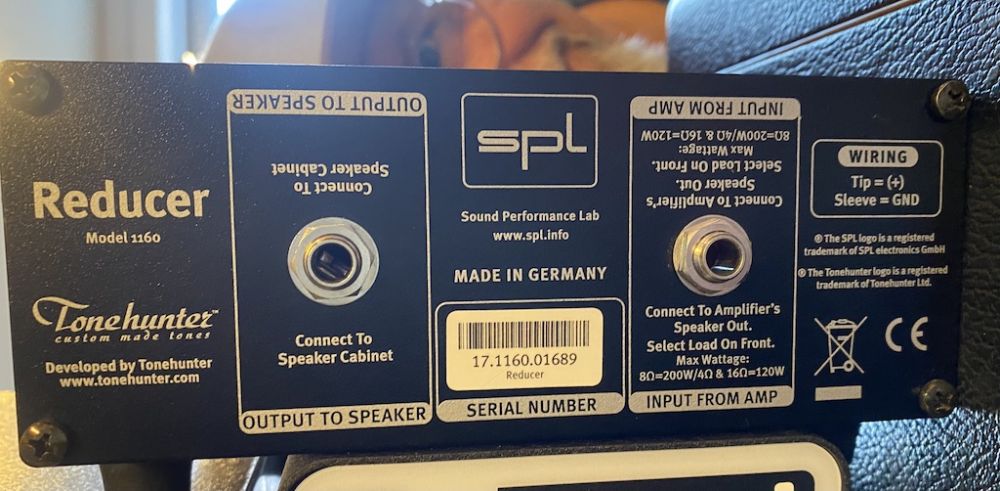 Reducer
Model 1160
Tonehunter™
custom made tones
Developed by Tonehunter
www.tonehunter.com
OUTPUT TO SPEAKER
Connect To
Speaker Cabinet
Connect To
Speaker Cabinet
OUTPUT TO SPEAKER
spl
Sound Performance Lab
www.spl.info
MADE IN GERMANY
17.1160.01689
Reducer
SERIAL NUMBER
INPUT FROM AMP
Connect To Amplifier's
Speaker Out.
Select Load On Front.
Max Wattage:
8Ω=200W/4Ω & 16Ω=120W
Connect To Amplifier's
Speaker Out.
Select Load On Front.
Max Wattage:
8Ω=200W/4Ω & 16Ω=120W
INPUT FROM AMP
WIRING
Tip = (+)
Sleeve = GND
® The SPL logo is a registered
trademark of SPL electronics GmbH
® The Tonehunter logo is a registered
trademark of Tonehunter Ltd.
CE